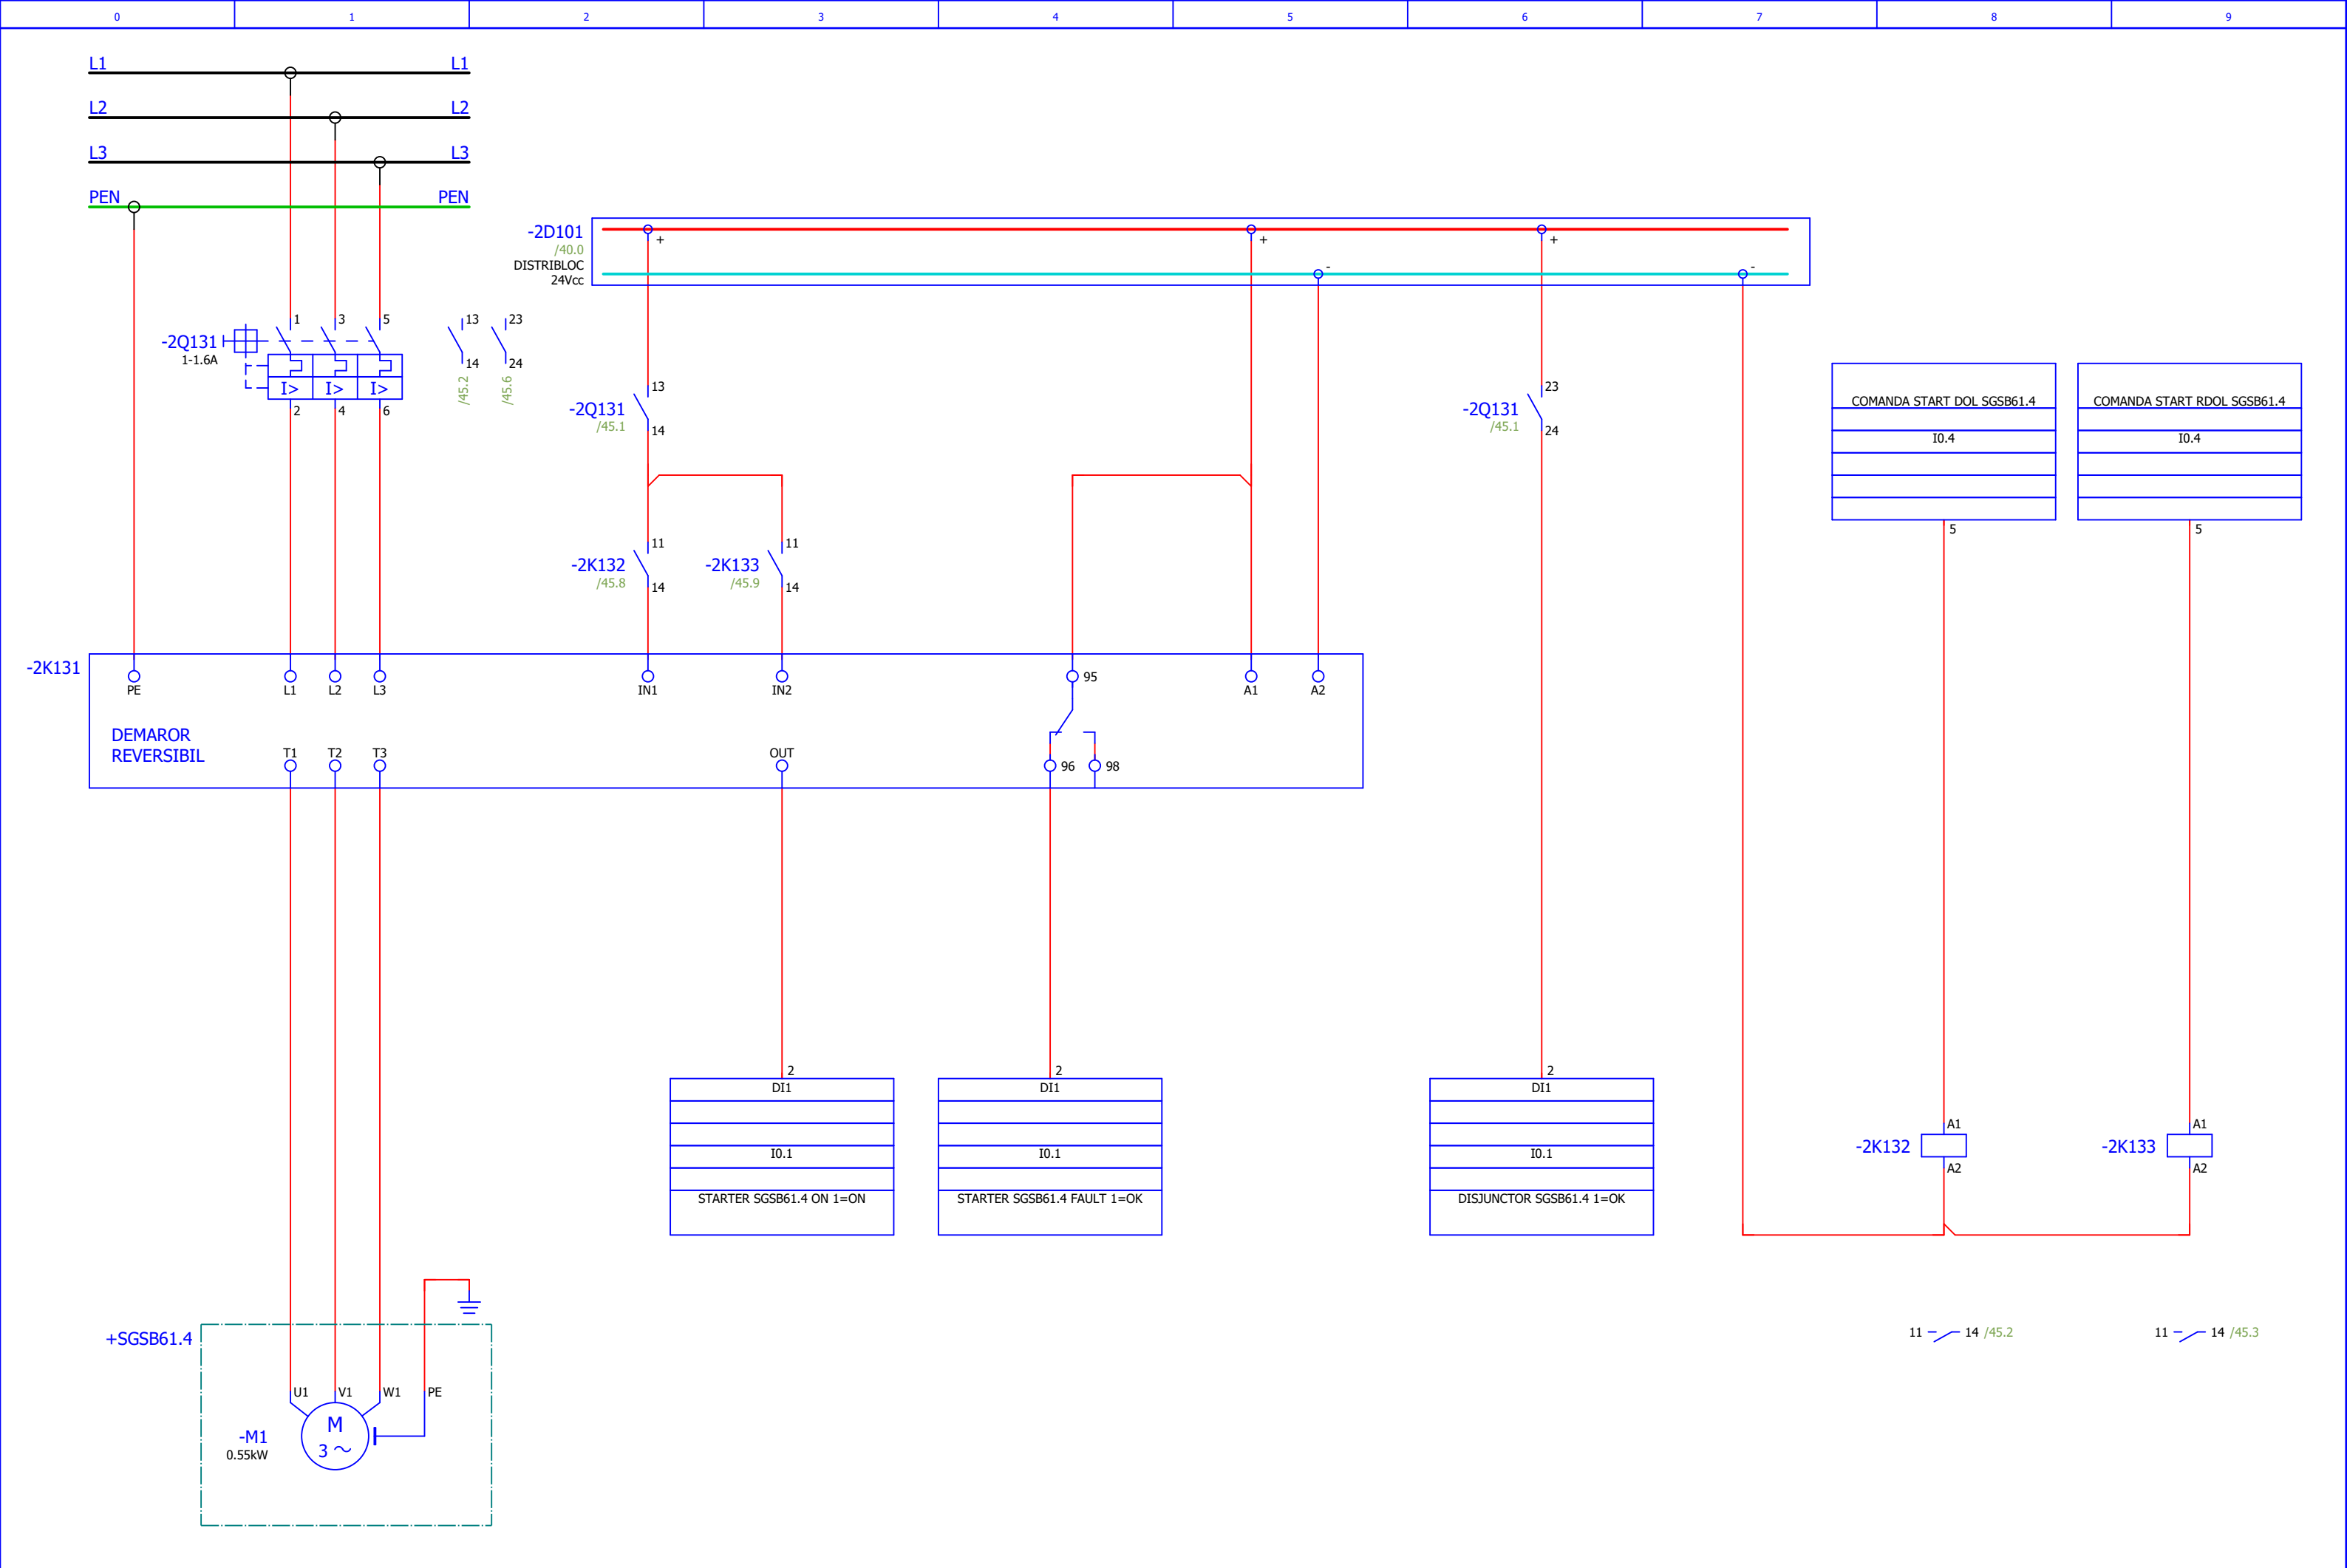 0 1 2 3 4 5 6 7 8 9
L1 L1
L2 L2
L3 L3
PEN PEN
-2D101
/40.0
DISTRIBLOC
24Vcc
+ + - + -
-2Q131
1-1.6A
1 3 5
I> I> I>
2 4 6
13 23
14 24
/45.2 /45.6
-2Q131
/45.1
13
14
-2Q131
/45.1
23
24
COMANDA START DOL SGSB61.4
I0.4
5
COMANDA START RDOL SGSB61.4
I0.4
5
-2K132
/45.8
11
14
-2K133
/45.9
11
14
-2K131
PE L1 L2 L3 IN1 IN2 95 A1 A2
DEMAROR
REVERSIBIL
T1 T2 T3 OUT 96 98
2
DI1
I0.1
STARTER SGSB61.4 ON 1=ON
2
DI1
I0.1
STARTER SGSB61.4 FAULT 1=OK
2
DI1
I0.1
DISJUNCTOR SGSB61.4 1=OK
-2K132
A1
A2
-2K133
A1
A2
11 14 /45.2
11 14 /45.3
+SGSB61.4
U1 V1 W1 PE
M
3 ~
-M1
0.55kW